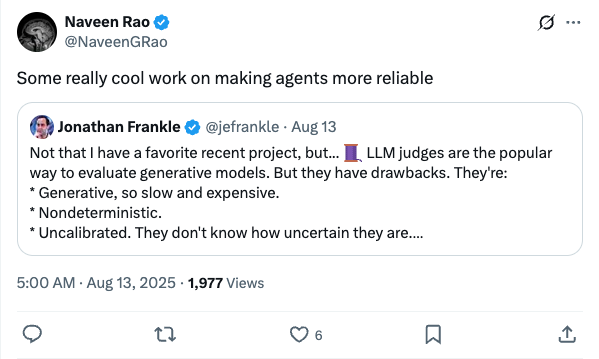 Naveen Rao
@NaveenGRao
Some really cool work on making agents more reliable
Jonathan Frankle @jefrankle · Aug 13
Not that I have a favorite recent project, but... 🧵 LLM judges are the popular
way to evaluate generative models. But they have drawbacks. They're:
* Generative, so slow and expensive.
* Nondeterministic.
* Uncalibrated. They don't know how uncertain they are....
5:00 AM · Aug 13, 2025 · 1,977 Views
6